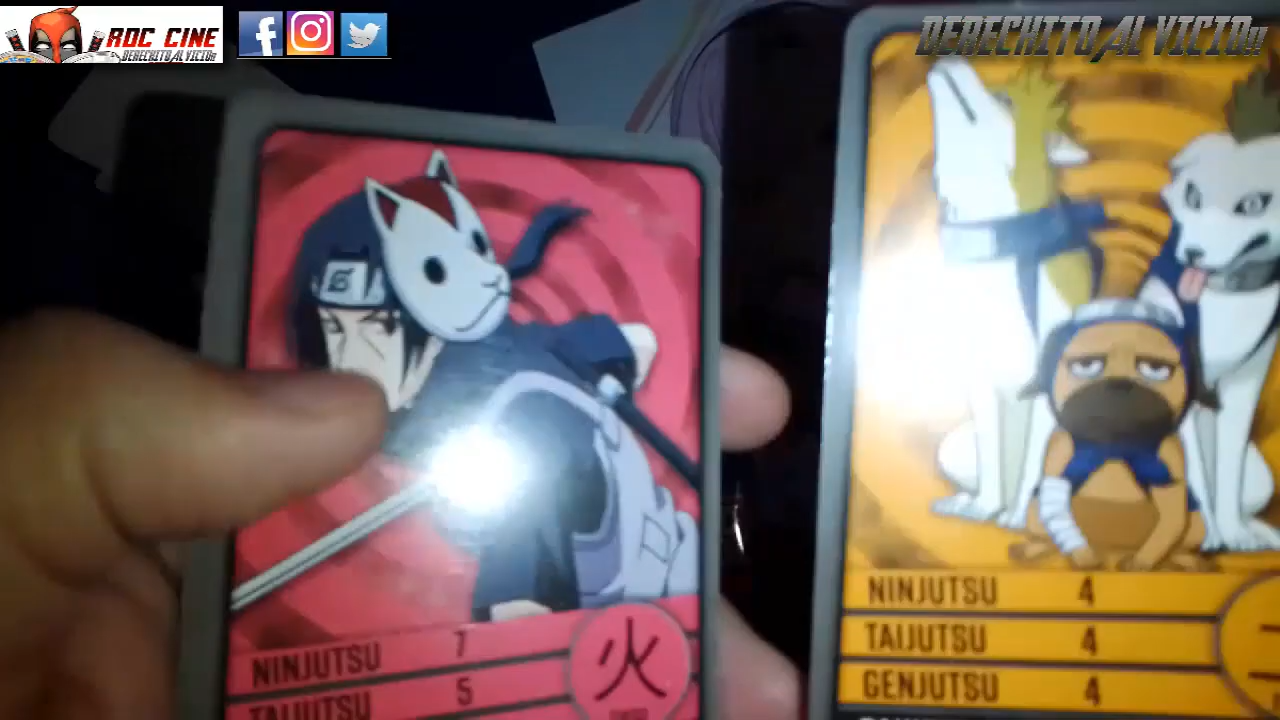 ROC CINE
DERECHITO AL VICIO!!
DERECHITO AL VICIO!!
NINJUTSU 7
TAIJUTSU 5
火
NINJUTSU 4
TAIJUTSU 4
GENJUTSU 4